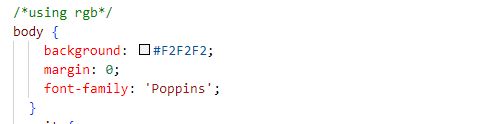 /*using rgb*/
body {
background: #F2F2F2;
margin: 0;
font-family: 'Poppins';
}